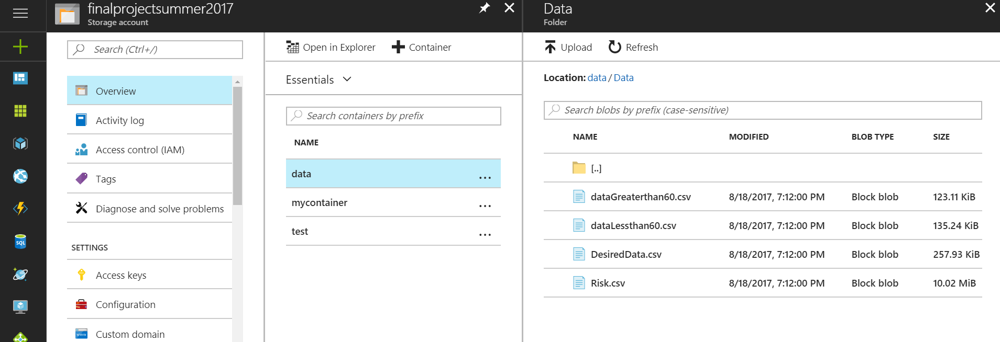 finalprojectsummer2017
Storage account
Search (Ctrl+/)
Overview
Activity log
Access control (IAM)
Tags
Diagnose and solve problems
SETTINGS
Access keys
Configuration
Custom domain
Open in Explorer
Container
Essentials
Search containers by prefix
NAME
data ...
mycontainer ...
test ...
Data
Folder
Upload Refresh
Location: data / Data
Search blobs by prefix (case-sensitive)
NAME MODIFIED BLOB TYPE SIZE
[..]
dataGreaterthan60.csv 8/18/2017, 7:12:00 PM Block blob 123.11 KiB
dataLessthan60.csv 8/18/2017, 7:12:00 PM Block blob 135.24 KiB
DesiredData.csv 8/18/2017, 7:12:00 PM Block blob 257.93 KiB
Risk.csv 8/18/2017, 7:12:00 PM Block blob 10.02 MiB
SQL
www